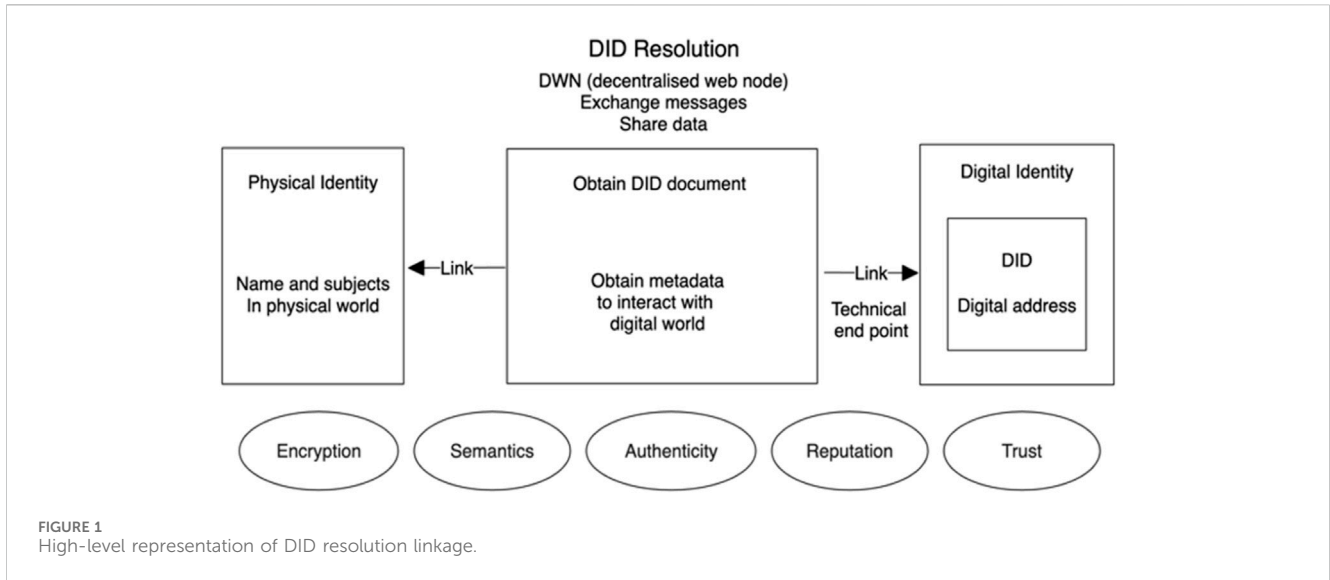 DID Resolution
DWN (decentralised web node)
Exchange messages
Share data
Physical Identity
Name and subjects
In physical world
Link
Obtain DID document
Obtain metadata
to interact with
digital world
Link
Technical
end point
Digital Identity
DID
Digital address
Encryption
Semantics
Authenticity
Reputation
Trust
FIGURE 1
High-level representation of DID resolution linkage.